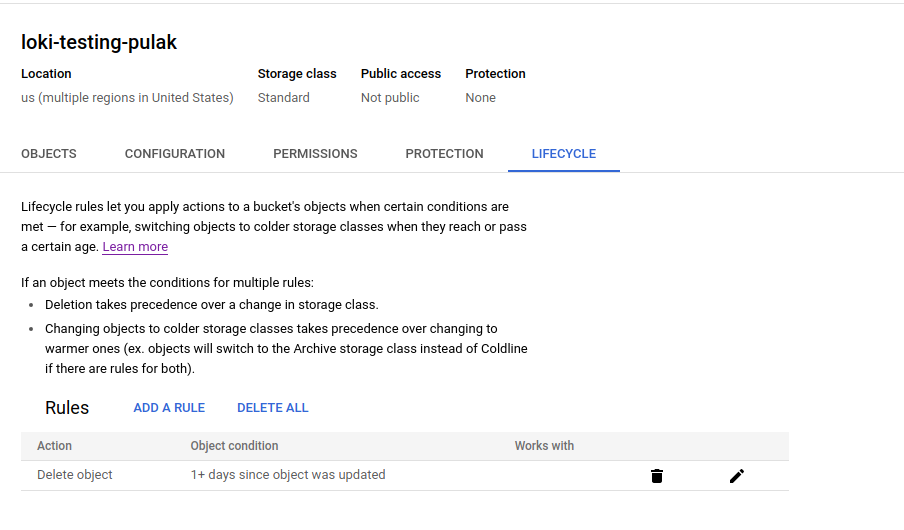 loki-testing-pulak
Location Storage class Public access Protection
us (multiple regions in United States) Standard Not public None
OBJECTS CONFIGURATION PERMISSIONS PROTECTION LIFECYCLE
Lifecycle rules let you apply actions to a bucket's objects when certain conditions are
met — for example, switching objects to colder storage classes when they reach or pass
a certain age. Learn more
If an object meets the conditions for multiple rules:
• Deletion takes precedence over a change in storage class.
• Changing objects to colder storage classes takes precedence over changing to
warmer ones (ex. objects will switch to the Archive storage class instead of Coldline
if there are rules for both).
Rules ADD A RULE DELETE ALL
Action Object condition Works with
Delete object 1+ days since object was updated